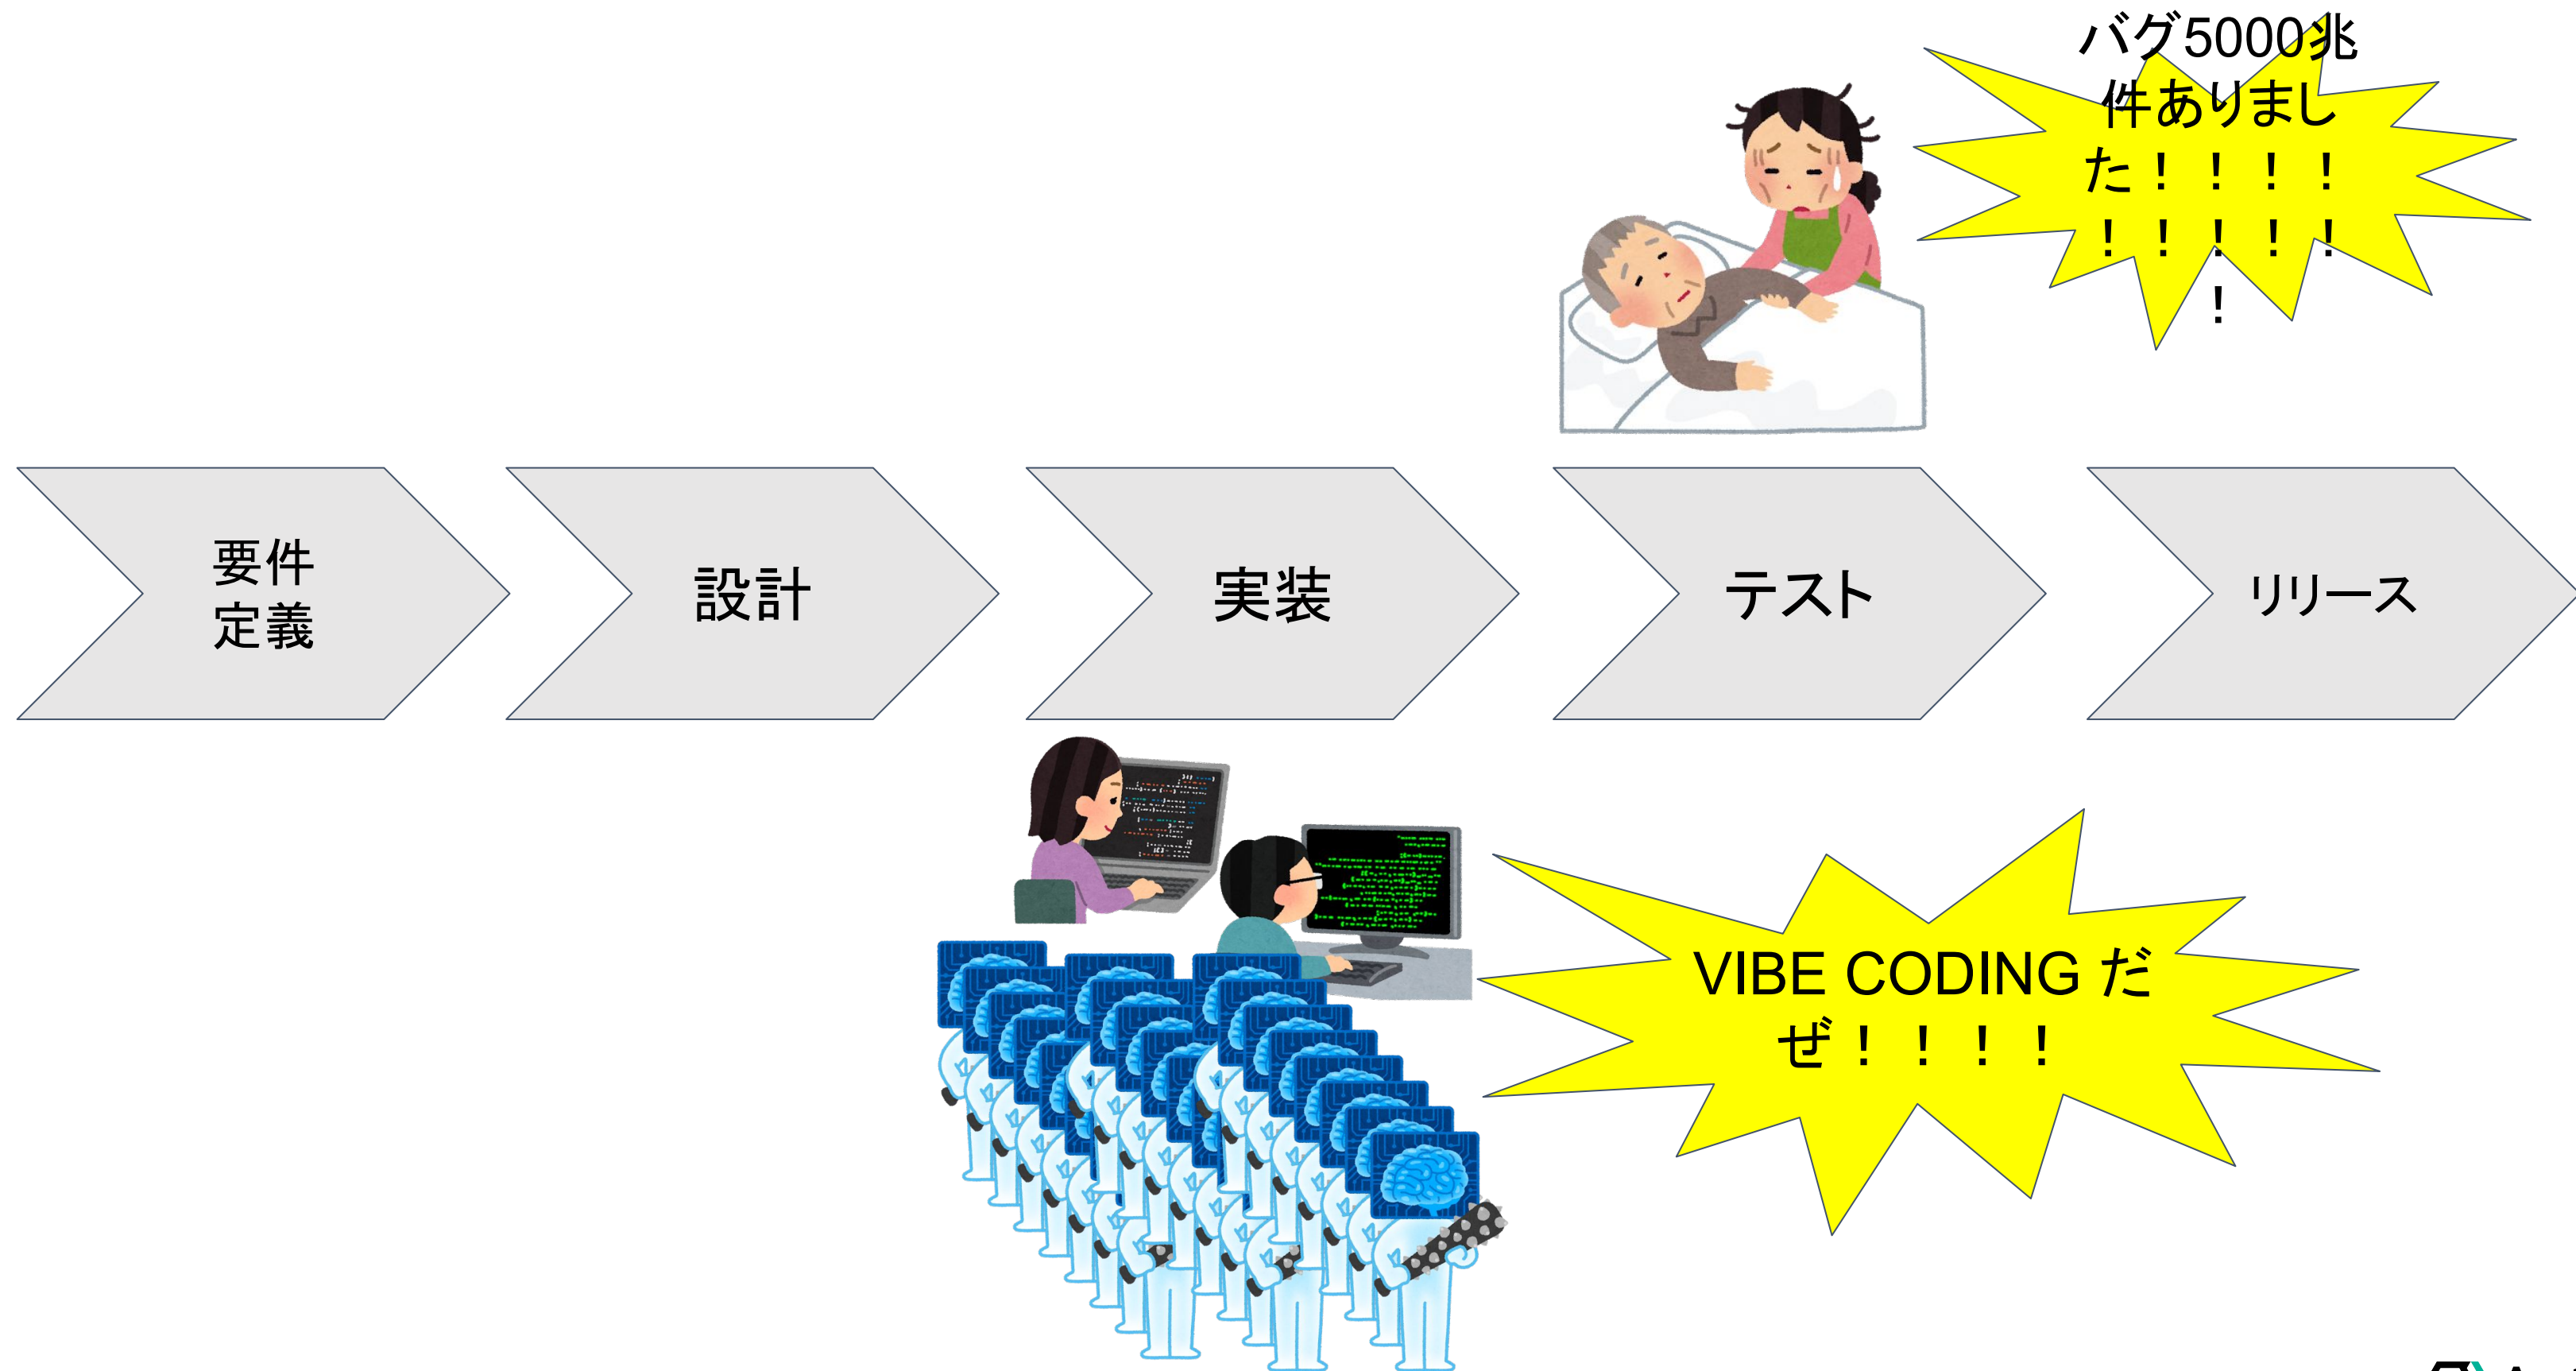 バグ5000兆
件ありまし
た！！！！
！！！！！
！
要件
定義
設計
実装
テスト
リリース
VIBE CODING だ
ぜ！！！！